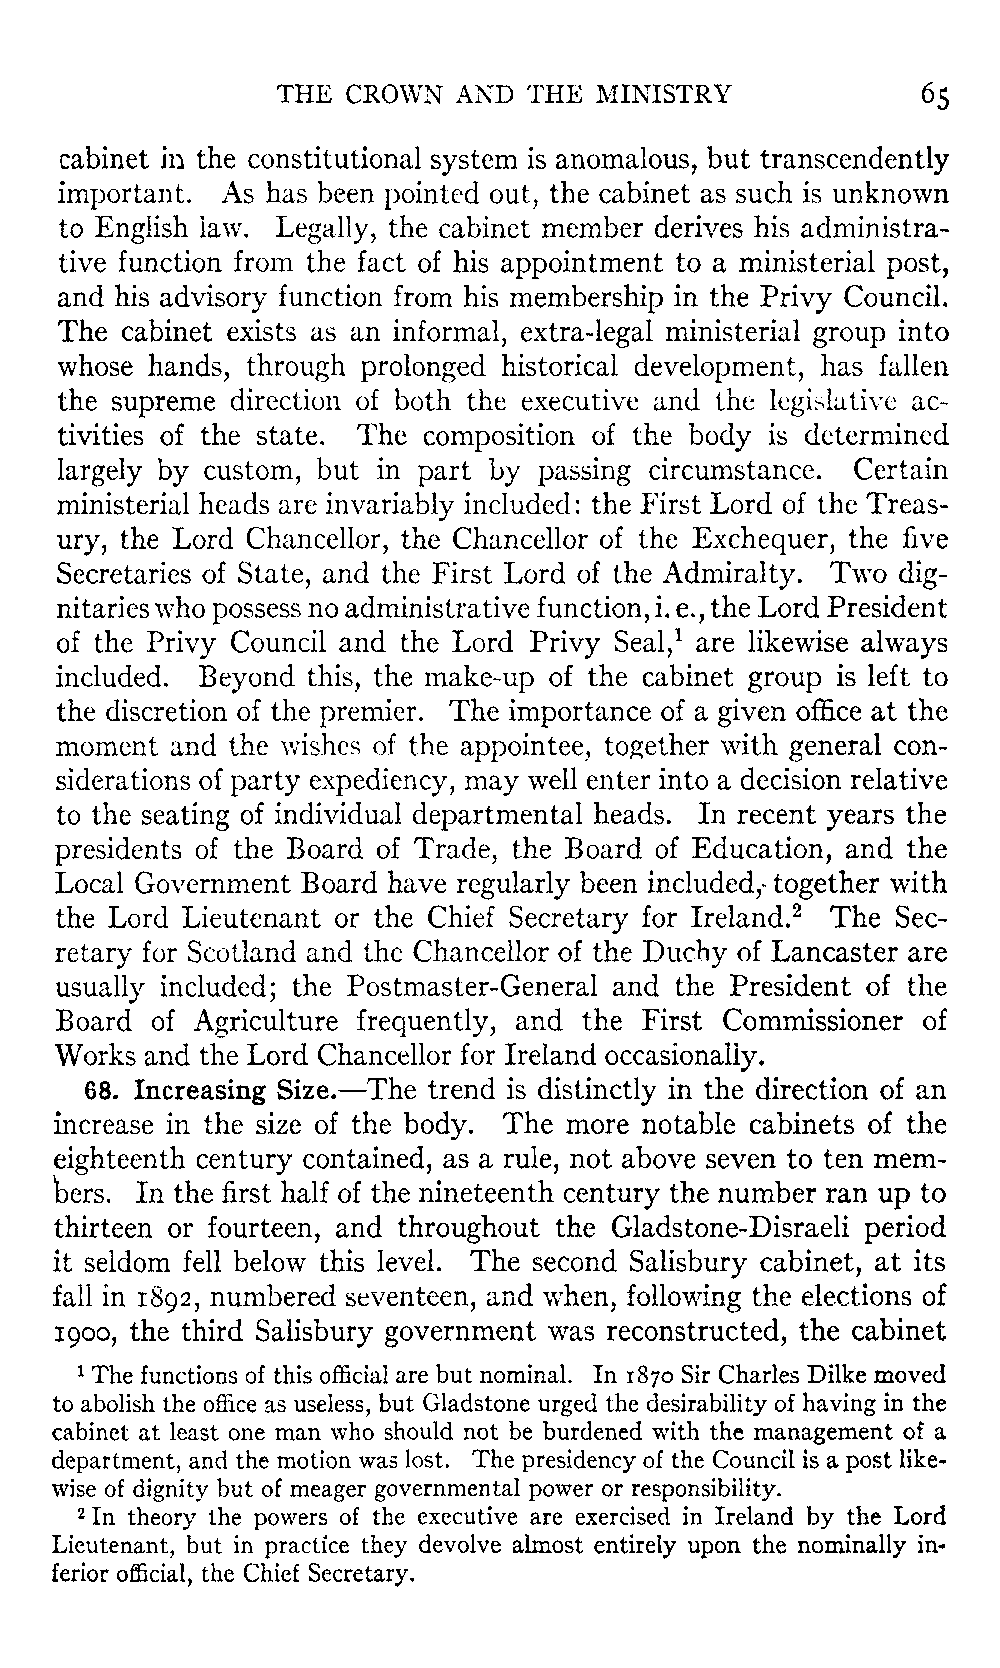 THE CROWN AND THE MINISTRY 65
cabinet in the constitutional system is anomalous, but transcendently
important. As has been pointed out, the cabinet as such is unknown
to English law. Legally, the cabinet member derives his administra-
tive function from the fact of his appointment to a ministerial post,
and his advisory function from his membership in the Privy Council.
The cabinet exists as an informal, extra-legal ministerial group into
whose hands, through prolonged historical development, has fallen
the supreme direction of both the executive and the legislative ac-
tivities of the state. The composition of the body is determined
largely by custom, but in part by passing circumstance. Certain
ministerial heads are invariably included: the First Lord of the Treas-
ury, the Lord Chancellor, the Chancellor of the Exchequer, the five
Secretaries of State, and the First Lord of the Admiralty. Two dig-
nitaries who possess no administrative function, i. e., the Lord President
of the Privy Council and the Lord Privy Seal,¹ are likewise always
included. Beyond this, the make-up of the cabinet group is left to
the discretion of the premier. The importance of a given office at the
moment and the wishes of the appointee, together with general con-
siderations of party expediency, may well enter into a decision relative
to the seating of individual departmental heads. In recent years the
presidents of the Board of Trade, the Board of Education, and the
Local Government Board have regularly been included, together with
the Lord Lieutenant or the Chief Secretary for Ireland.² The Sec-
retary for Scotland and the Chancellor of the Duchy of Lancaster are
usually included; the Postmaster-General and the President of the
Board of Agriculture frequently, and the First Commissioner of
Works and the Lord Chancellor for Ireland occasionally.
68. Increasing Size.—The trend is distinctly in the direction of an
increase in the size of the body. The more notable cabinets of the
eighteenth century contained, as a rule, not above seven to ten mem-
bers. In the first half of the nineteenth century the number ran up to
thirteen or fourteen, and throughout the Gladstone-Disraeli period
it seldom fell below this level. The second Salisbury cabinet, at its
fall in 1892, numbered seventeen, and when, following the elections of
1900, the third Salisbury government was reconstructed, the cabinet
¹ The functions of this official are but nominal. In 1870 Sir Charles Dilke moved
to abolish the office as useless, but Gladstone urged the desirability of having in the
cabinet at least one man who should not be burdened with the management of a
department, and the motion was lost. The presidency of the Council is a post like-
wise of dignity but of meager governmental power or responsibility.
² In theory the powers of the executive are exercised in Ireland by the Lord
Lieutenant, but in practice they devolve almost entirely upon the nominally in-
ferior official, the Chief Secretary.